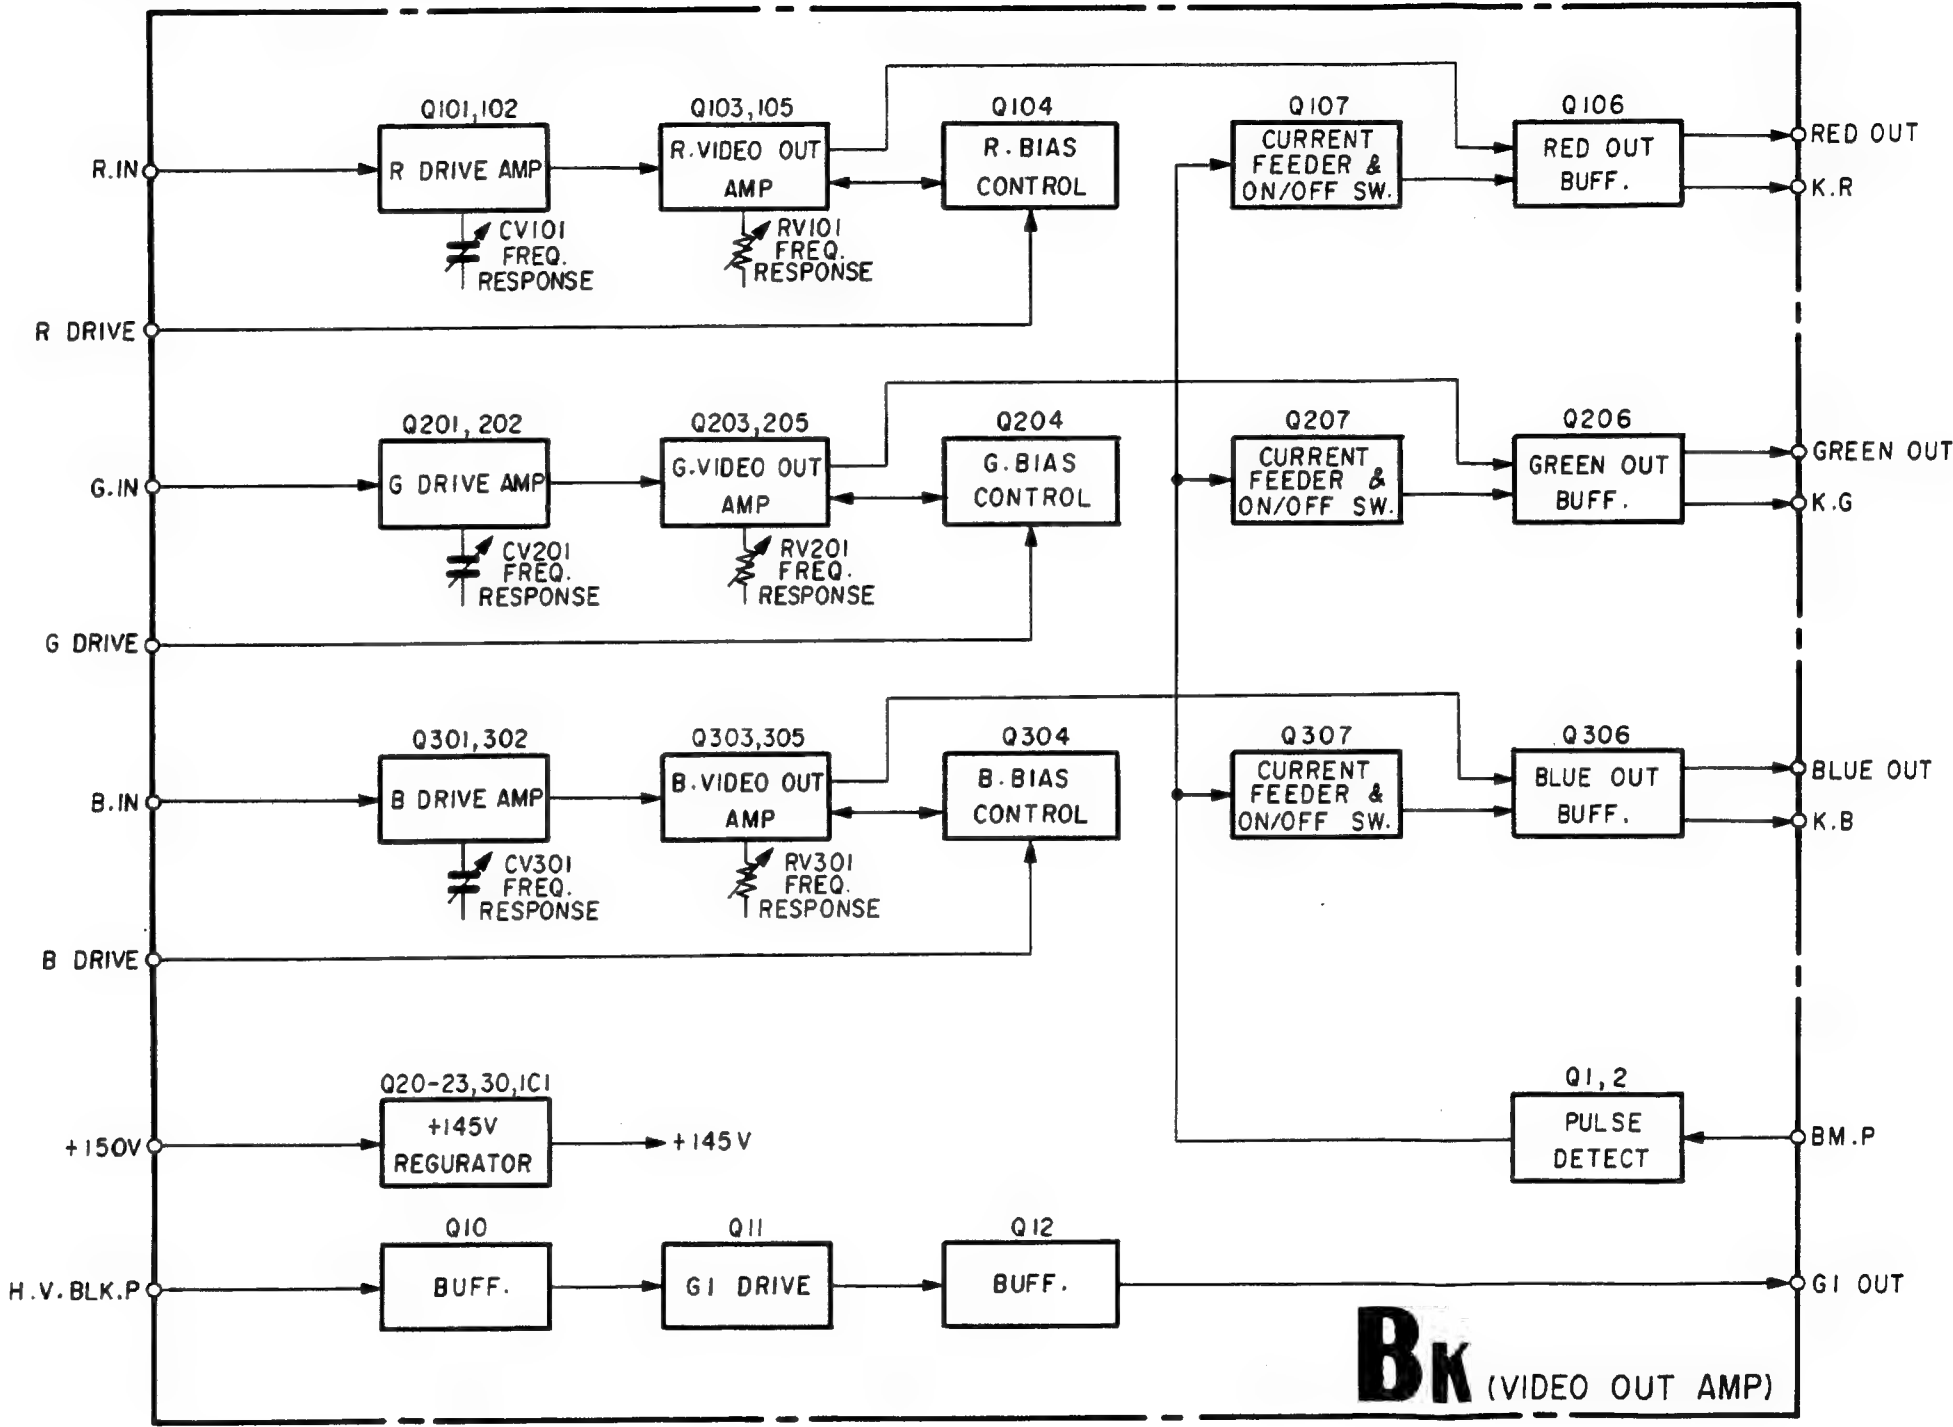 Q101,102
Q103,105
Q104
Q107
Q106
R.IN
R DRIVE AMP
R.VIDEO OUT
AMP
R.BIAS
CONTROL
CURRENT
FEEDER &
ON/OFF SW.
RED OUT
BUFF.
RED OUT
K.R
CV101
FREQ.
RESPONSE
RV101
FREQ.
RESPONSE
R DRIVE
Q201,202
Q203,205
Q204
Q207
Q206
G.IN
G DRIVE AMP
G.VIDEO OUT
AMP
G.BIAS
CONTROL
CURRENT
FEEDER &
ON/OFF SW.
GREEN OUT
BUFF.
GREEN OUT
K.G
CV201
FREQ.
RESPONSE
RV201
FREQ.
RESPONSE
G DRIVE
Q301,302
Q303,305
Q304
Q307
Q306
B.IN
B DRIVE AMP
B.VIDEO OUT
AMP
B.BIAS
CONTROL
CURRENT
FEEDER &
ON/OFF SW.
BLUE OUT
BUFF.
BLUE OUT
K.B
CV301
FREQ.
RESPONSE
RV301
FREQ.
RESPONSE
B DRIVE
Q20-23,30,IC1
+150V
+145V
REGURATOR
+145V
Q1,2
PULSE
DETECT
BM.P
Q10
Q11
Q12
H.V.BLK.P
BUFF.
G1 DRIVE
BUFF.
G1 OUT
BK (VIDEO OUT AMP)